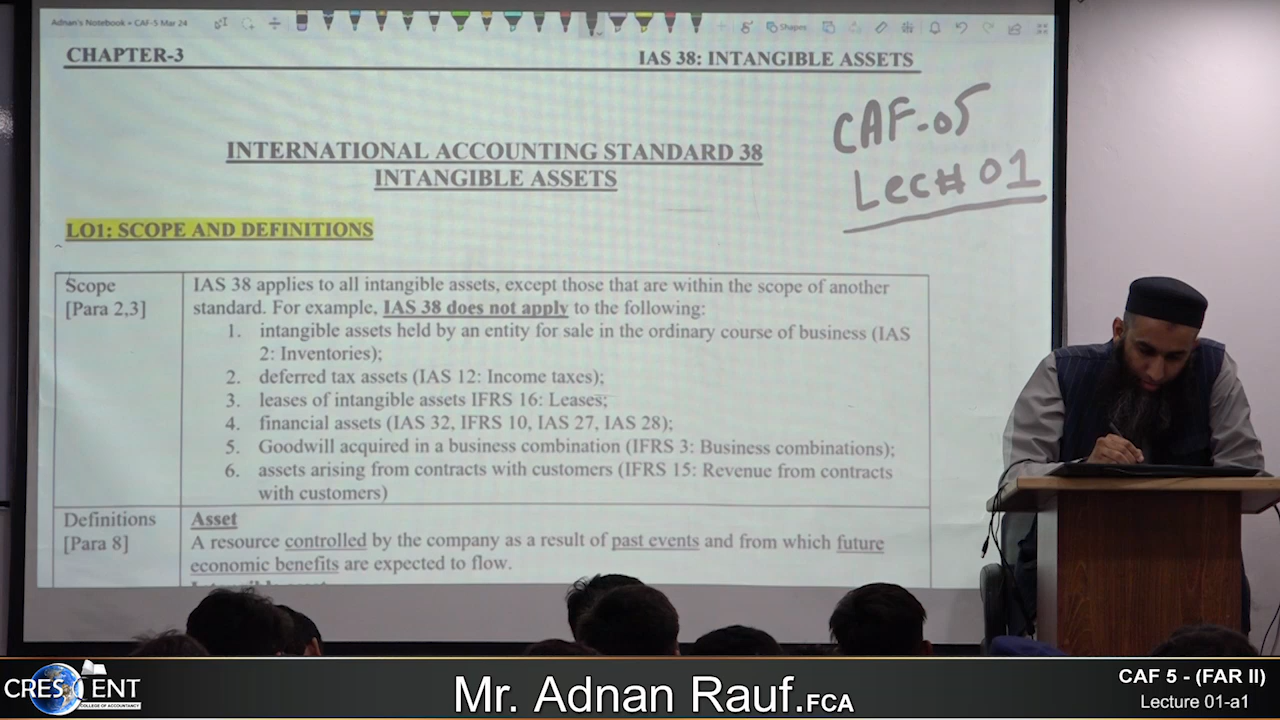 Adnan's Notebook » CAF-5 Mar 24
Shapes
CHAPTER-3 IAS 38: INTANGIBLE ASSETS
CAF-05
Lec# 01
INTERNATIONAL ACCOUNTING STANDARD 38
INTANGIBLE ASSETS
LO1: SCOPE AND DEFINITIONS
Scope
[Para 2,3]
IAS 38 applies to all intangible assets, except those that are within the scope of another
standard. For example, IAS 38 does not apply to the following:
1. intangible assets held by an entity for sale in the ordinary course of business (IAS
2: Inventories);
2. deferred tax assets (IAS 12: Income taxes);
3. leases of intangible assets IFRS 16: Leases;
4. financial assets (IAS 32, IFRS 10, IAS 27, IAS 28);
5. Goodwill acquired in a business combination (IFRS 3: Business combinations);
6. assets arising from contracts with customers (IFRS 15: Revenue from contracts
with customers)
Definitions
[Para 8]
Asset
A resource controlled by the company as a result of past events and from which future
economic benefits are expected to flow.
CRESCENT
COLLEGE OF ACCOUNTANCY
Mr. Adnan Rauf.FCA
CAF 5 - (FAR II)
Lecture 01-a1